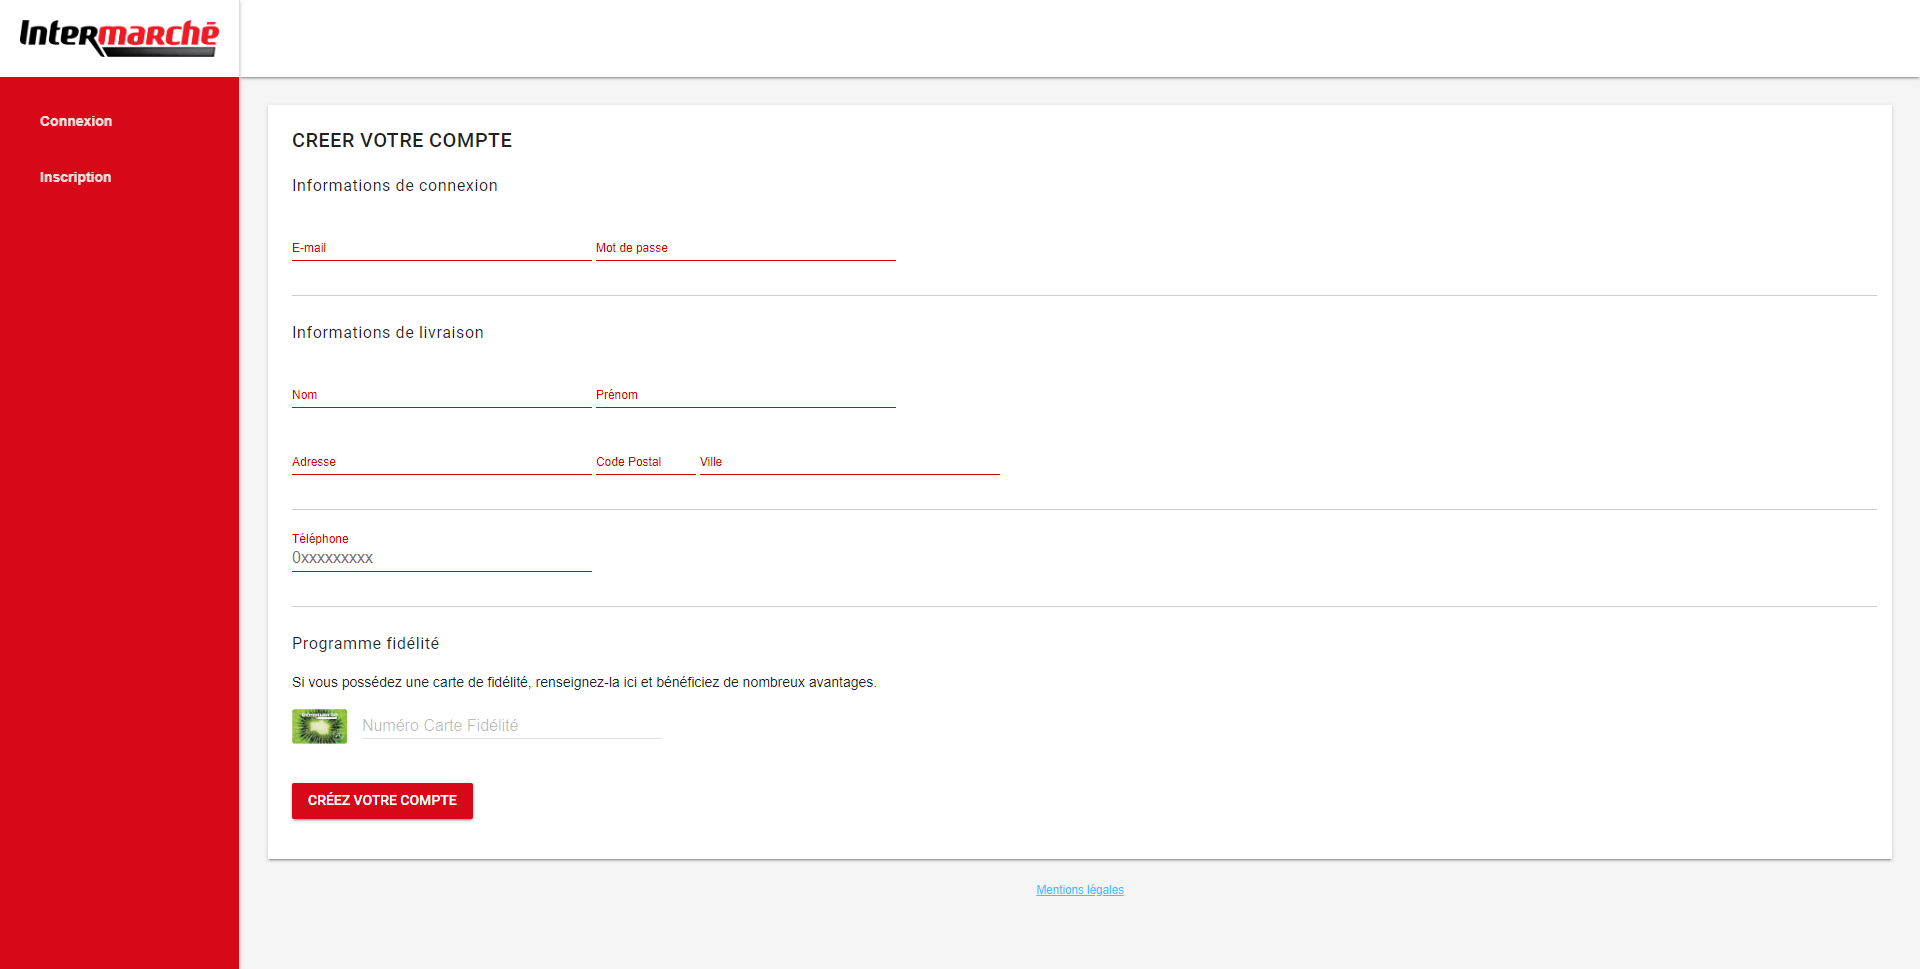 Intermarché
Connexion
Inscription
CREER VOTRE COMPTE
Informations de connexion
E-mail Mot de passe
Informations de livraison
Nom Prénom
Adresse Code Postal Ville
Téléphone
0xxxxxxxxx
Programme fidélité
Si vous possédez une carte de fidélité, renseignez-la ici et bénéficiez de nombreux avantages.
Numéro Carte Fidélité
CRÉEZ VOTRE COMPTE
Mentions légales